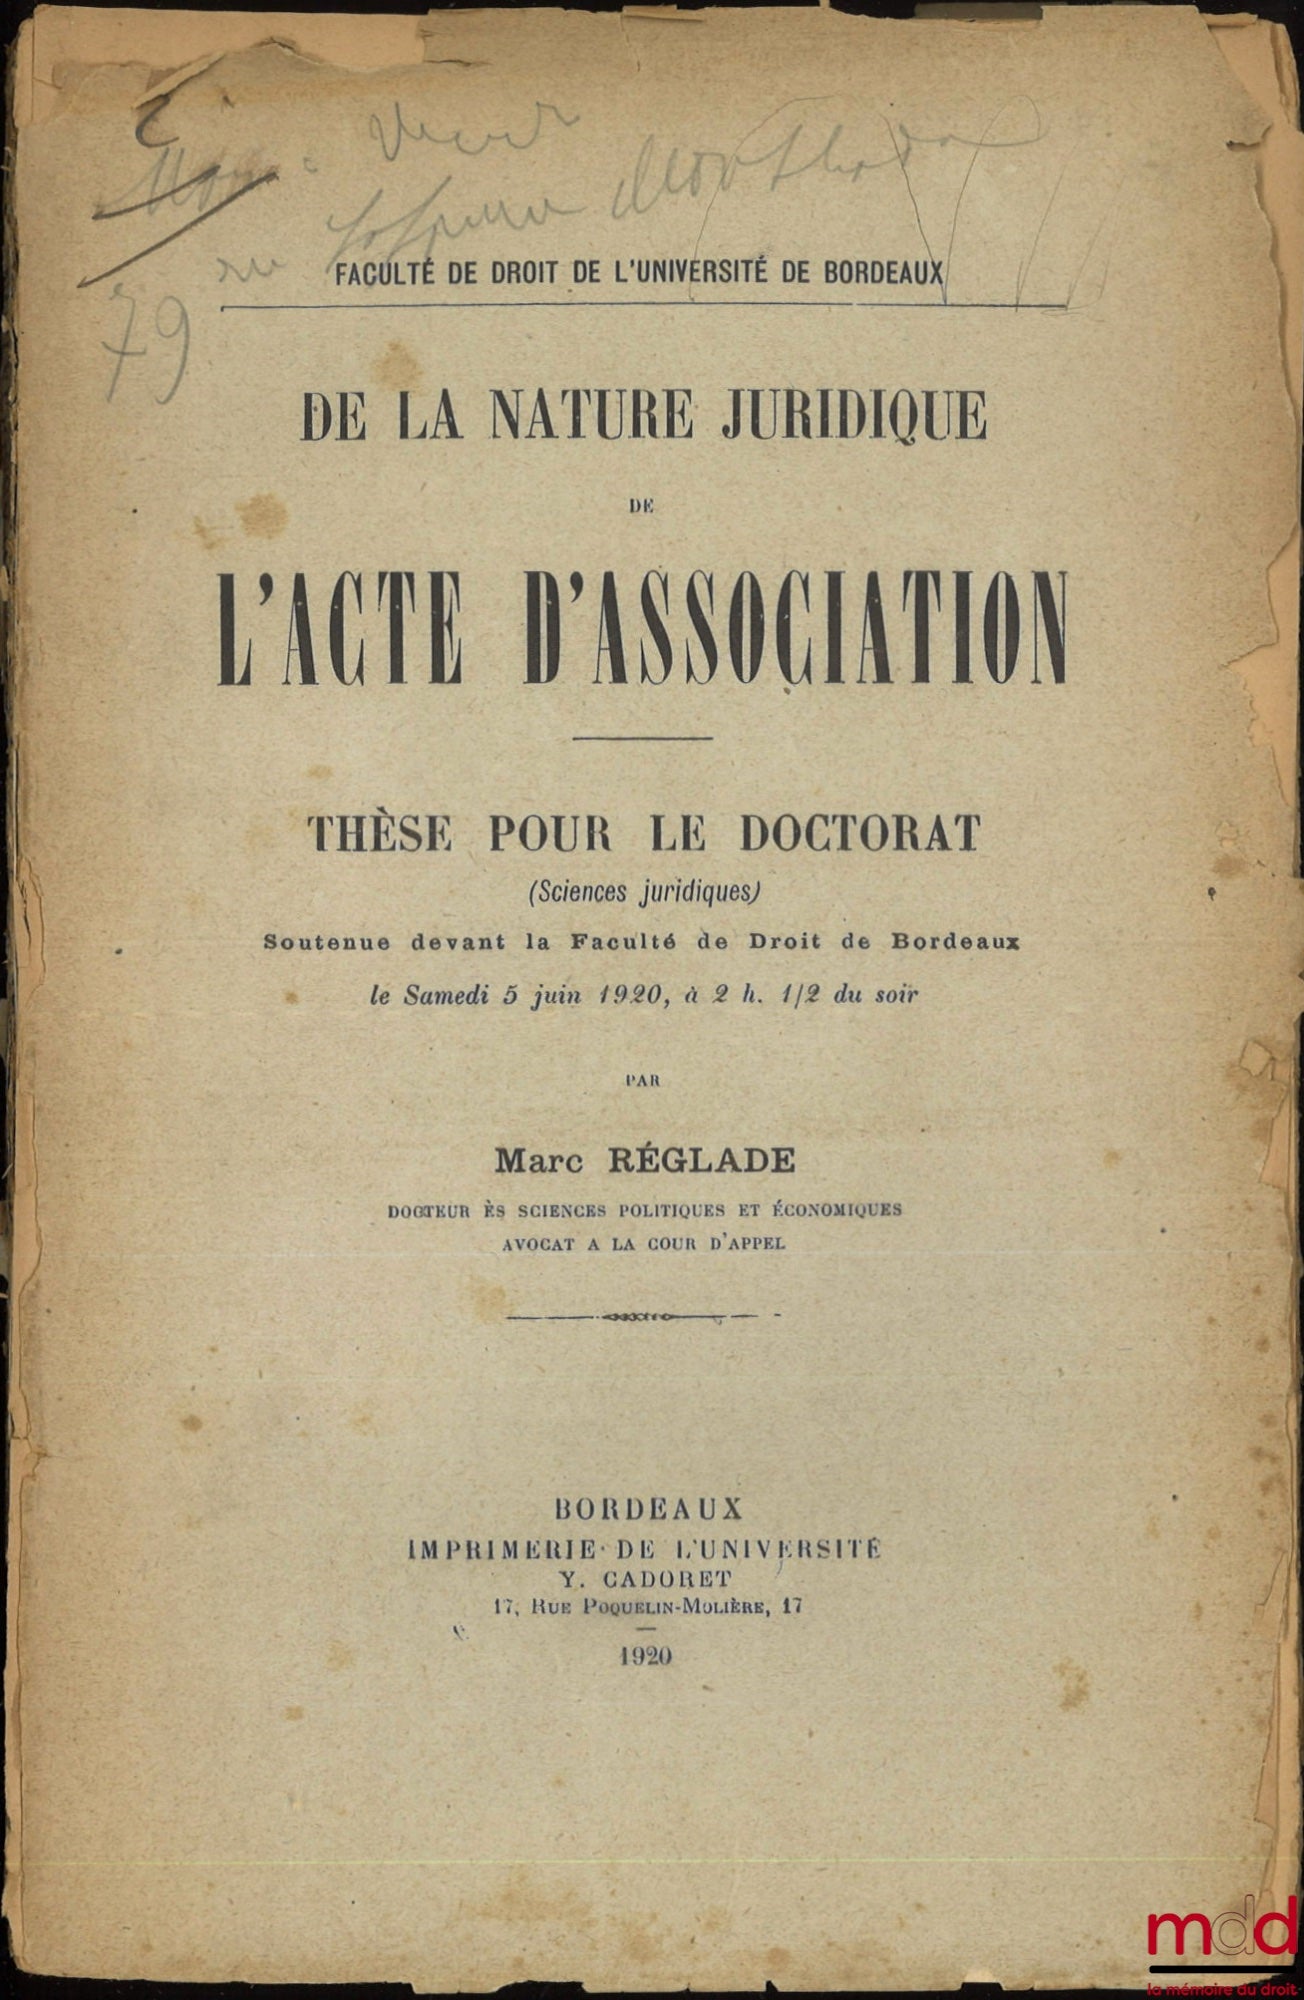 79
FACULTÉ DE DROIT DE L'UNIVERSITÉ DE BORDEAUX
DE LA NATURE JURIDIQUE
DE
L'ACTE D'ASSOCIATION
THÈSE POUR LE DOCTORAT
(Sciences juridiques)
Soutenue devant la Faculté de Droit de Bordeaux
le Samedi 5 juin 1920, à 2 h. 1/2 du soir
PAR
Marc RÉGLADE
DOCTEUR ÈS SCIENCES POLITIQUES ET ÉCONOMIQUES
AVOCAT A LA COUR D'APPEL
BORDEAUX
IMPRIMERIE DE L'UNIVERSITÉ
Y. CADORET
17, RUE POQUELIN-MOLIÈRE, 17
1920
mdd
la mémoire du droit